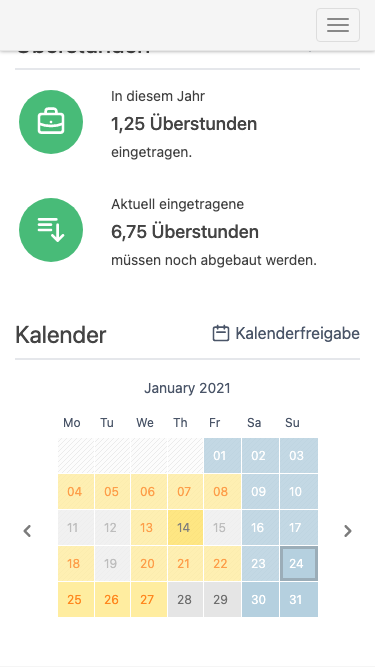 Überstunden
In diesem Jahr
1,25 Überstunden
eingetragen.
Aktuell eingetragene
6,75 Überstunden
müssen noch abgebaut werden.
Kalender
Kalenderfreigabe
January 2021
Mo Tu We Th Fr Sa Su
01 02 03
04 05 06 07 08 09 10
11 12 13 14 15 16 17
18 19 20 21 22 23 24
25 26 27 28 29 30 31